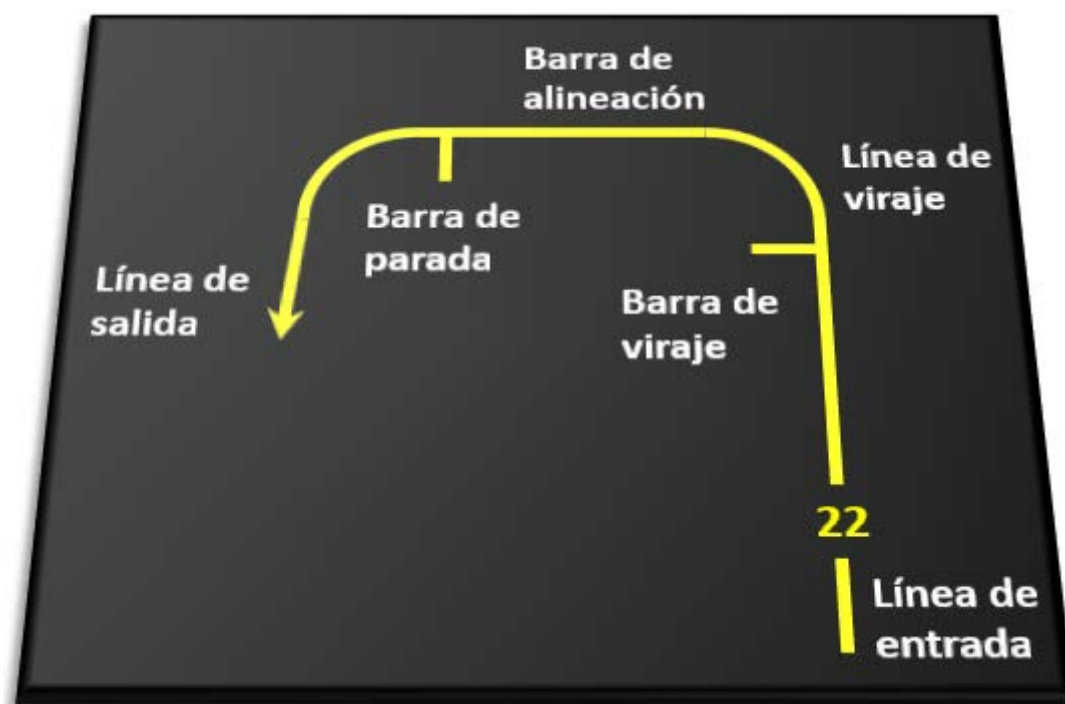 Barra de
alineación
Línea de
viraje
Barra de
parada
Línea de
salida
Barra de
viraje
22
Línea de
entrada